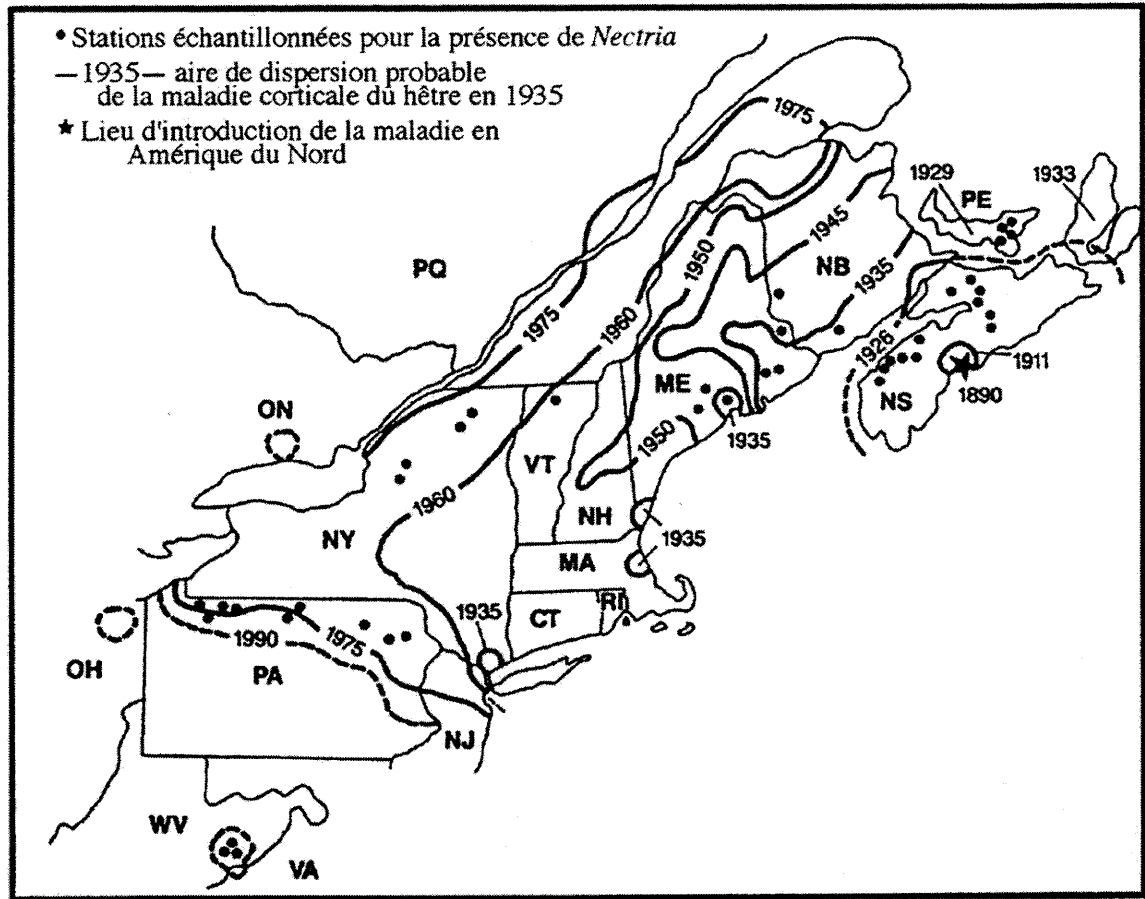 • Stations échantillonnées pour la présence de Nectria
—1935— aire de dispersion probable
de la maladie corticale du hêtre en 1935
★ Lieu d'introduction de la maladie en
Amérique du Nord
1975
1929
PE
1933
1945
1950
NB
PQ
1935
1975
1960
1926
1911
ME
NS
1890
ON
1935
1950
VT
1960
NH
NY
1935
MA
1935
CT
RI
1990
1975
OH
PA
NJ
WV
VA